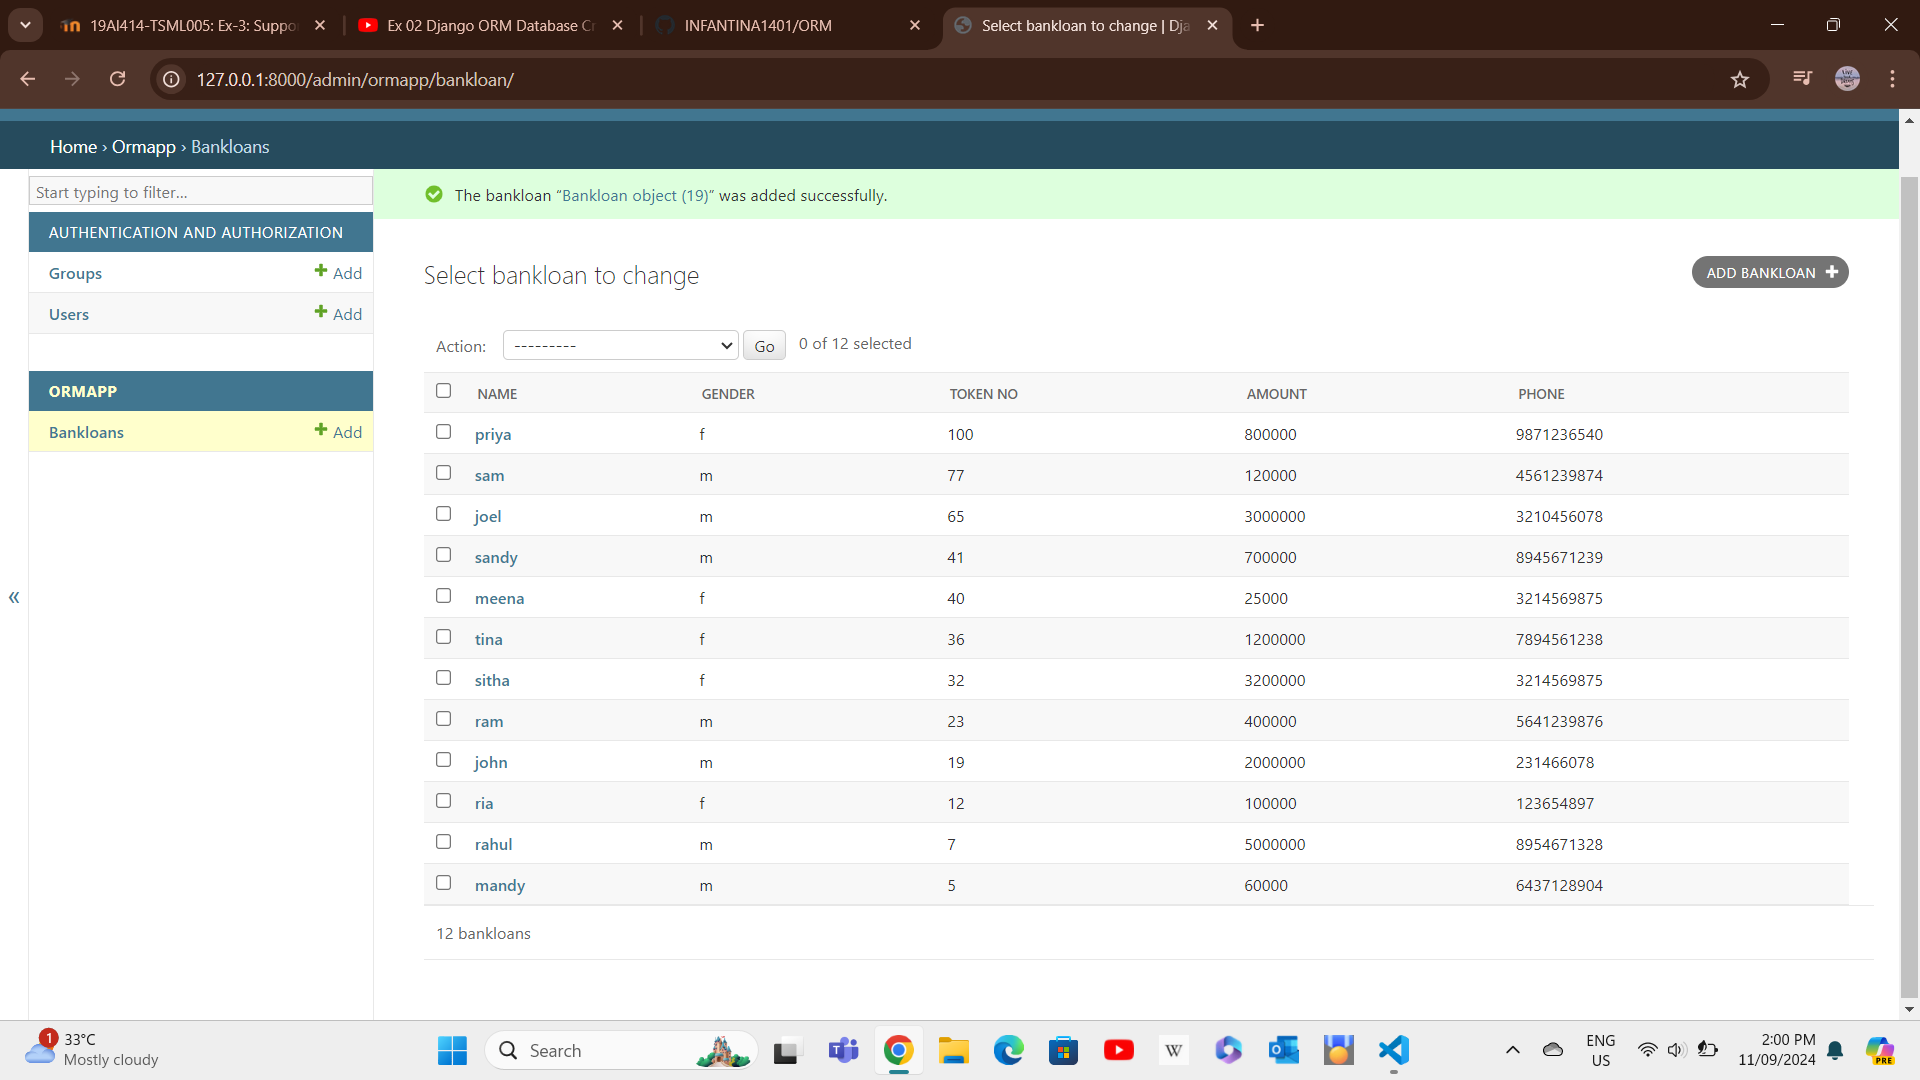 19AI414-TSML005: Ex-3: Suppo
Ex 02 Django ORM Database Cr
INFANTINA1401/ORM
Select bankloan to change | Dja
127.0.0.1:8000/admin/ormapp/bankloan/
Home › Ormapp › Bankloans
Start typing to filter...
AUTHENTICATION AND AUTHORIZATION
Groups Add
Users Add
ORMAPP
Bankloans Add
«
The bankloan “Bankloan object (19)” was added successfully.
Select bankloan to change
ADD BANKLOAN
Action: --------- Go 0 of 12 selected
NAME GENDER TOKEN NO AMOUNT PHONE
priya f 100 800000 9871236540
sam m 77 120000 4561239874
joel m 65 3000000 3210456078
sandy m 41 700000 8945671239
meena f 40 25000 3214569875
tina f 36 1200000 7894561238
sitha f 32 3200000 3214569875
ram m 23 400000 5641239876
john m 19 2000000 231466078
ria f 12 100000 123654897
rahul m 7 5000000 8954671328
mandy m 5 60000 6437128904
12 bankloans
1
33°C
Mostly cloudy
Search
W
ENG
US
2:00 PM
11/09/2024
PRE